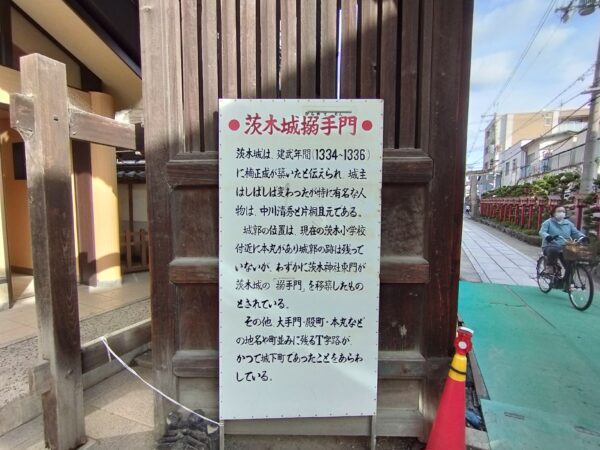 茨木城搦手門
茨木城は、建武年間(1334~1336)
に楠正成が築いたと伝えられ、城主
はしばしば変わったが特に有名な人
物は、中川清秀と片桐且元である。
城郭の位置は、現在の茨木小学校
付近に本丸があり城郭の跡は残って
いないが、わずかに茨木神社東門が
茨木城の「搦手門」を移築したもの
とされている。
その他、大手門・殿町・本丸など
の地名や町並みに残るT字路が、
かつて城下町であったことをあらわ
している。